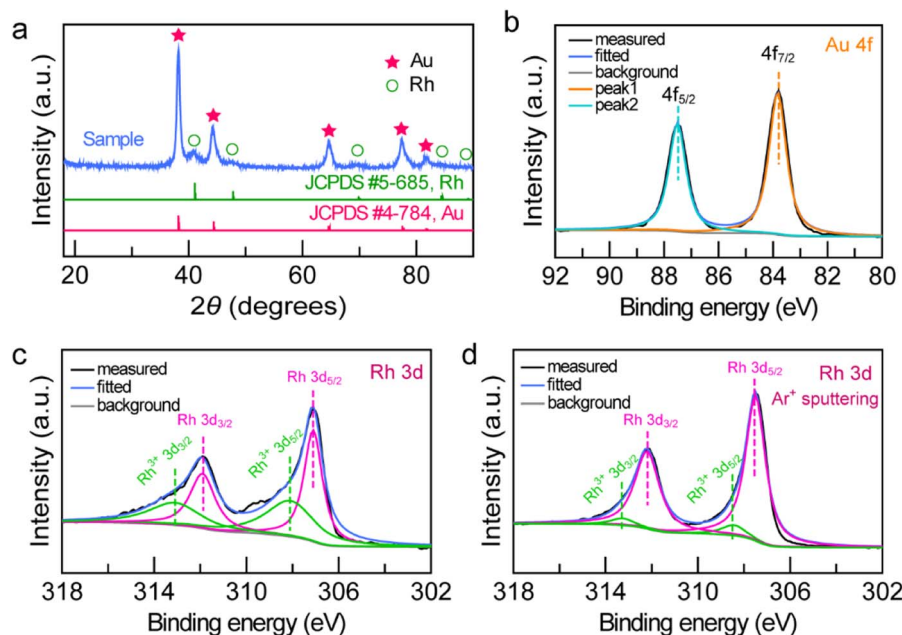 a
Intensity (a.u.)
★ Au
○ Rh
Sample
JCPDS #5-685, Rh
JCPDS #4-784, Au
20 40 60 80
2θ (degrees)
b
Intensity (a.u.)
measured
fitted
background
peak1
peak2
Au 4f
4f5/2
4f7/2
92 90 88 86 84 82 80
Binding energy (eV)
c
Intensity (a.u.)
measured
fitted
background
Rh 3d
Rh 3d5/2
Rh 3d3/2
Rh3+ 3d3/2
Rh3+ 3d5/2
318 314 310 306 302
Binding energy (eV)
d
Intensity (a.u.)
measured
fitted
background
Rh 3d
Ar+ sputtering
Rh 3d5/2
Rh 3d3/2
Rh3+ 3d3/2
Rh3+ 3d5/2
318 314 310 306 302
Binding energy (eV)